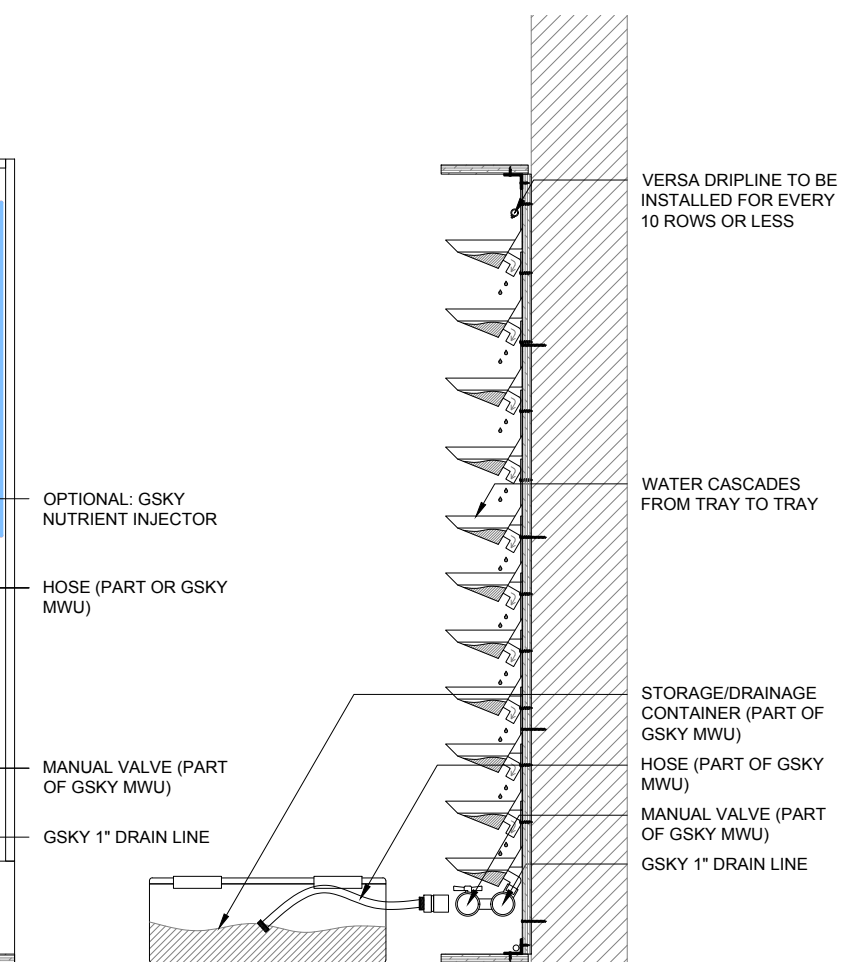 VERSA DRIPLINE TO BE
INSTALLED FOR EVERY
10 ROWS OR LESS
OPTIONAL: GSKY
NUTRIENT INJECTOR
HOSE (PART OR GSKY
MWU)
MANUAL VALVE (PART
OF GSKY MWU)
GSKY 1" DRAIN LINE
WATER CASCADES
FROM TRAY TO TRAY
STORAGE/DRAINAGE
CONTAINER (PART OF
GSKY MWU)
HOSE (PART OF GSKY
MWU)
MANUAL VALVE (PART
OF GSKY MWU)
GSKY 1" DRAIN LINE